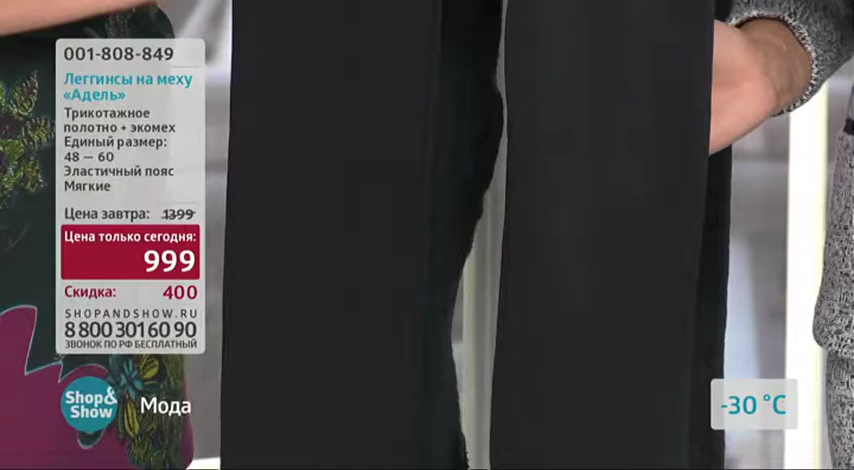 001-808-849
Леггинсы на меху
«Адель»
Трикотажное
полотно + экомех
Единый размер:
48 — 60
Эластичный пояс
Мягкие
Цена завтра: 1399
Цена только сегодня:
999
Скидка: 400
SHOPANDSHOW.RU
8 800 301 60 90
ЗВОНОК ПО РФ БЕСПЛАТНЫЙ
Shop&
Show
Мода
-30 °C